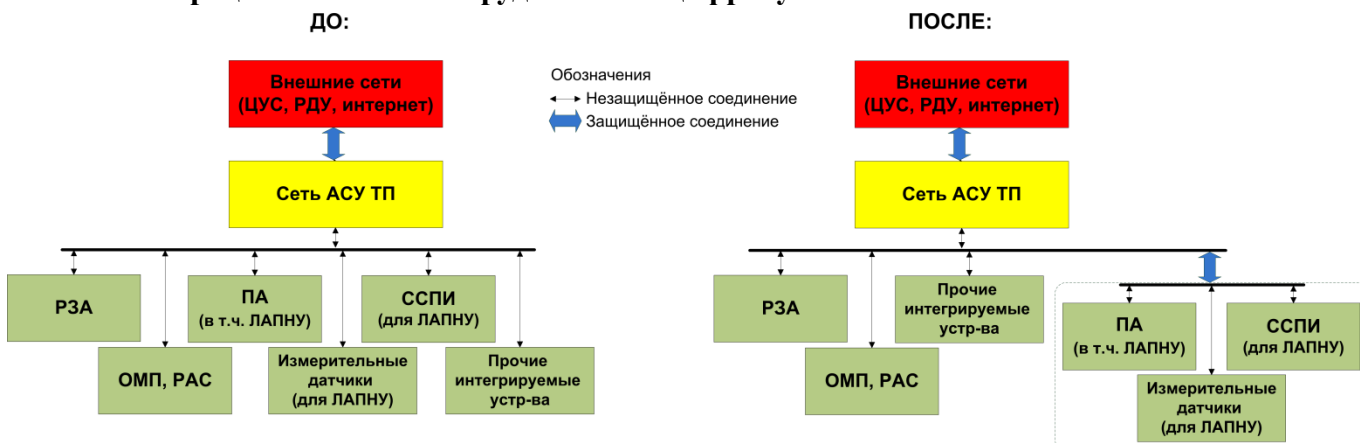 ДО:
Внешние сети
(ЦУС, РДУ, интернет)
Сеть АСУ ТП
РЗА
ПА
(в т.ч. ЛАПНУ)
ССПИ
(для ЛАПНУ)
ОМП, РАС
Измерительные
датчики
(для ЛАПНУ)
Прочие
интегрируемые
устр-ва
Обозначения
Незащищённое соединение
Защищённое соединение
ПОСЛЕ:
Внешние сети
(ЦУС, РДУ, интернет)
Сеть АСУ ТП
РЗА
Прочие
интегрируемые
устр-ва
ОМП, РАС
ПА
(в т.ч. ЛАПНУ)
ССПИ
(для ЛАПНУ)
Измерительные
датчики
(для ЛАПНУ)